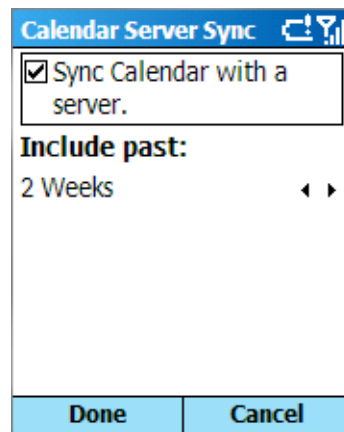 Calendar Server Sync
Sync Calendar with a
server.
Include past:
2 Weeks
Done Cancel